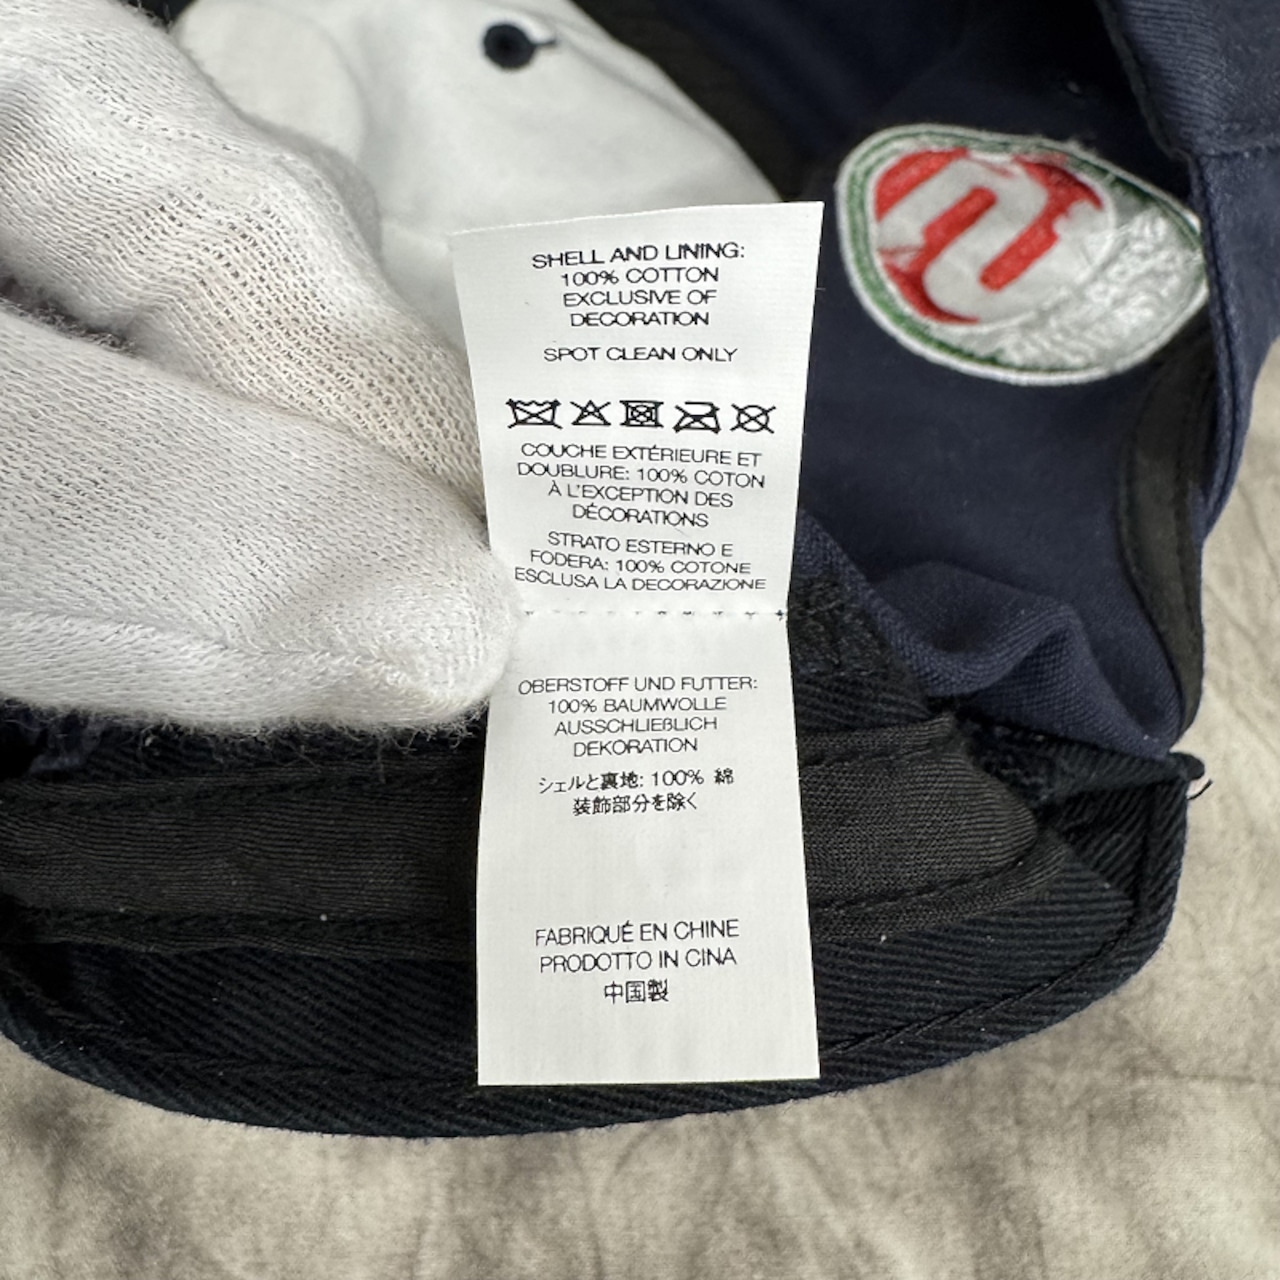 SHELL AND LINING:
100% COTTON
EXCLUSIVE OF
DECORATION
SPOT CLEAN ONLY
COUCHE EXTÉRIEURE ET
DOUBLURE: 100% COTON
À L'EXCEPTION DES
DÉCORATIONS
STRATO ESTERNO E
FODERA: 100% COTONE
ESCLUSA LA DECORAZIONE
OBERSTOFF UND FUTTER:
100% BAUMWOLLE
AUSSCHLIEßLICH
DEKORATION
シェルと裏地: 100% 綿
装飾部分を除く
FABRIQUÉ EN CHINE
PRODOTTO IN CINA
中国製